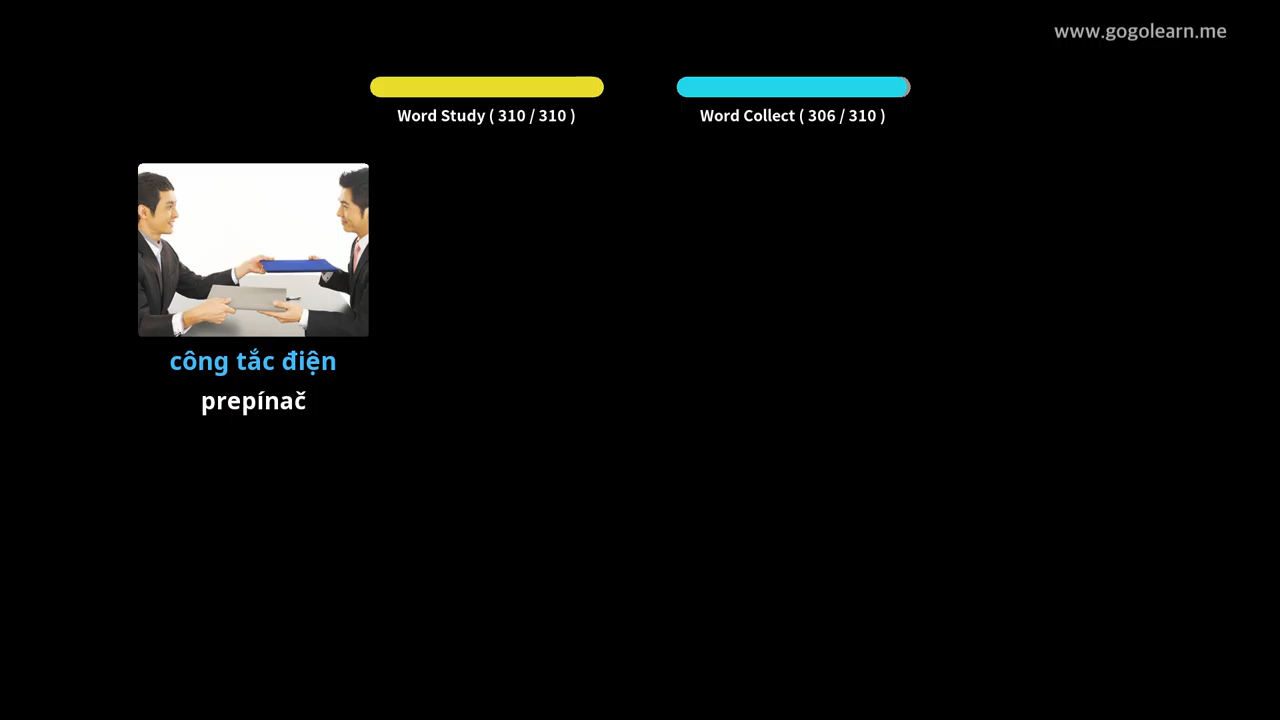 www.gogolearn.me
Word Study ( 310 / 310 )
Word Collect ( 306 / 310 )
công tắc điện
prepínač